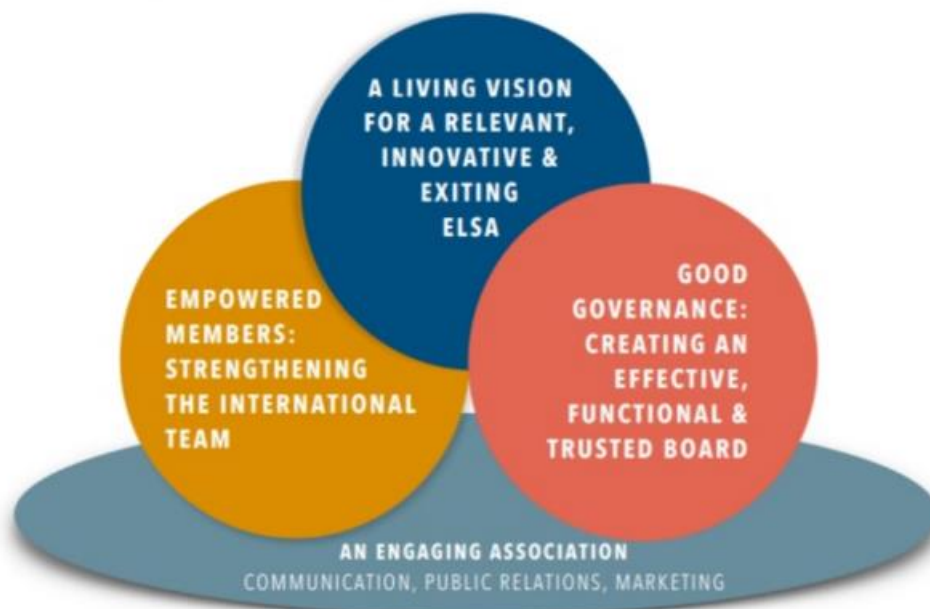 A LIVING VISION
FOR A RELEVANT,
INNOVATIVE &
EXITING
ELSA
EMPOWERED
MEMBERS:
STRENGTHENING
THE INTERNATIONAL
TEAM
GOOD
GOVERNANCE:
CREATING AN
EFFECTIVE,
FUNCTIONAL &
TRUSTED BOARD
AN ENGAGING ASSOCIATION
COMMUNICATION, PUBLIC RELATIONS, MARKETING